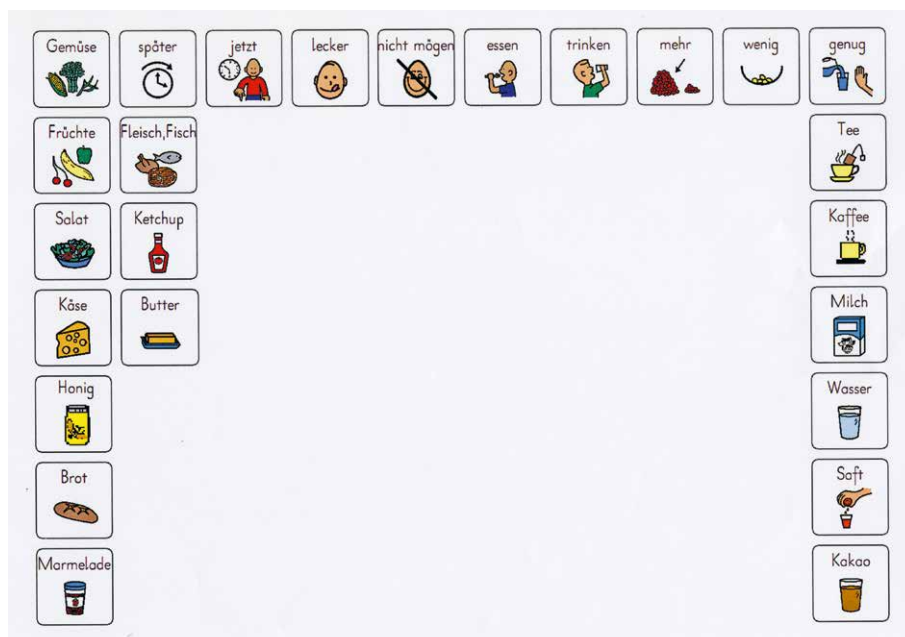 Gemüse
später
jetzt
lecker
nicht mögen
essen
trinken
mehr
wenig
genug
Früchte
Fleisch,Fisch
Tee
Salat
Ketchup
Kaffee
Käse
Butter
Milch
Honig
Wasser
Brot
Saft
Marmelade
Kakao